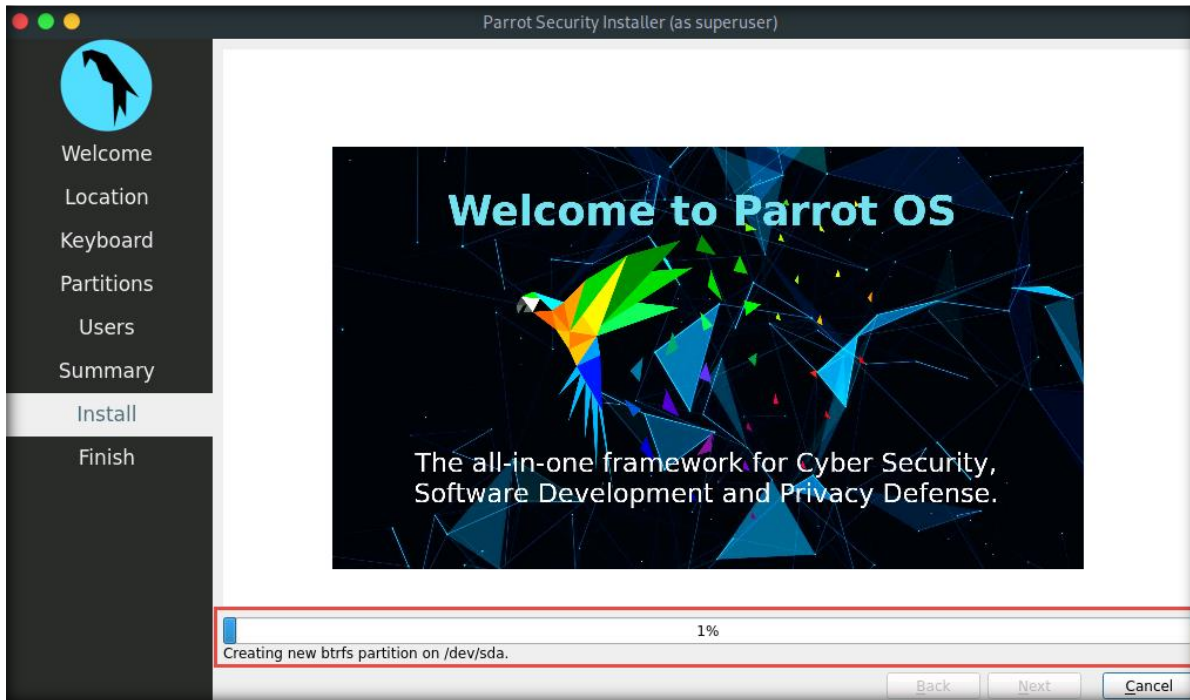 Parrot Security Installer (as superuser)
Welcome
Location
Keyboard
Partitions
Users
Summary
Install
Finish
Welcome to Parrot OS
The all-in-one framework for Cyber Security,
Software Development and Privacy Defense.
1%
Creating new btrfs partition on /dev/sda.
Back Next Cancel